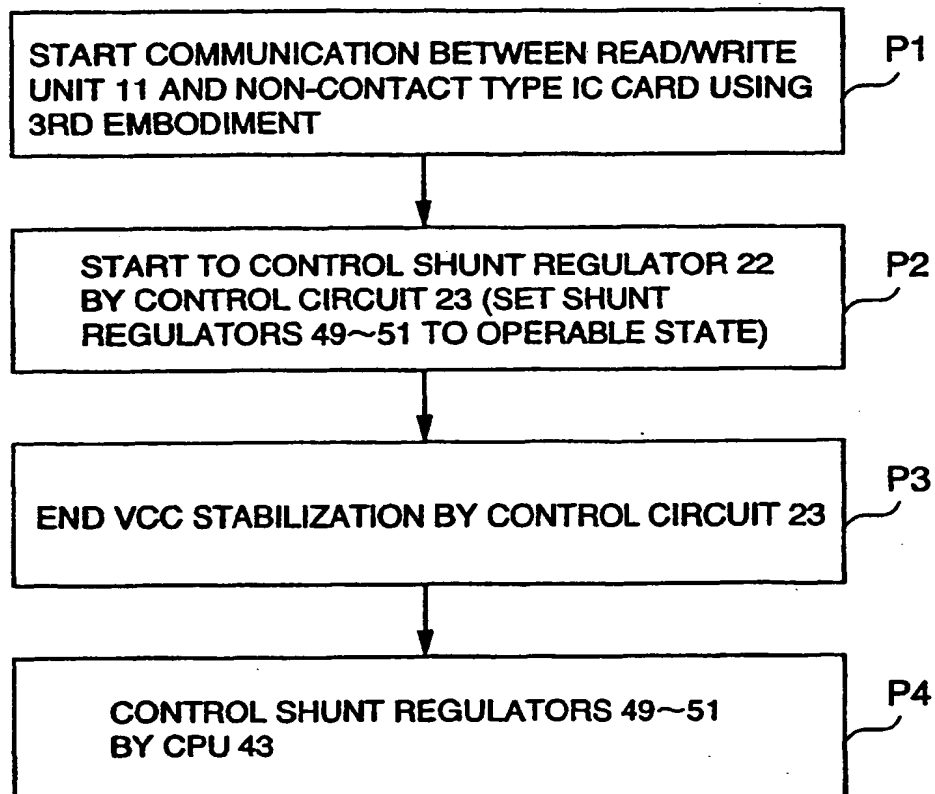 START COMMUNICATION BETWEEN READ/WRITE
UNIT 11 AND NON-CONTACT TYPE IC CARD USING
3RD EMBODIMENT
P1
START TO CONTROL SHUNT REGULATOR 22
BY CONTROL CIRCUIT 23 (SET SHUNT
REGULATORS 49~51 TO OPERABLE STATE)
P2
END VCC STABILIZATION BY CONTROL CIRCUIT 23
P3
CONTROL SHUNT REGULATORS 49~51
BY CPU 43
P4